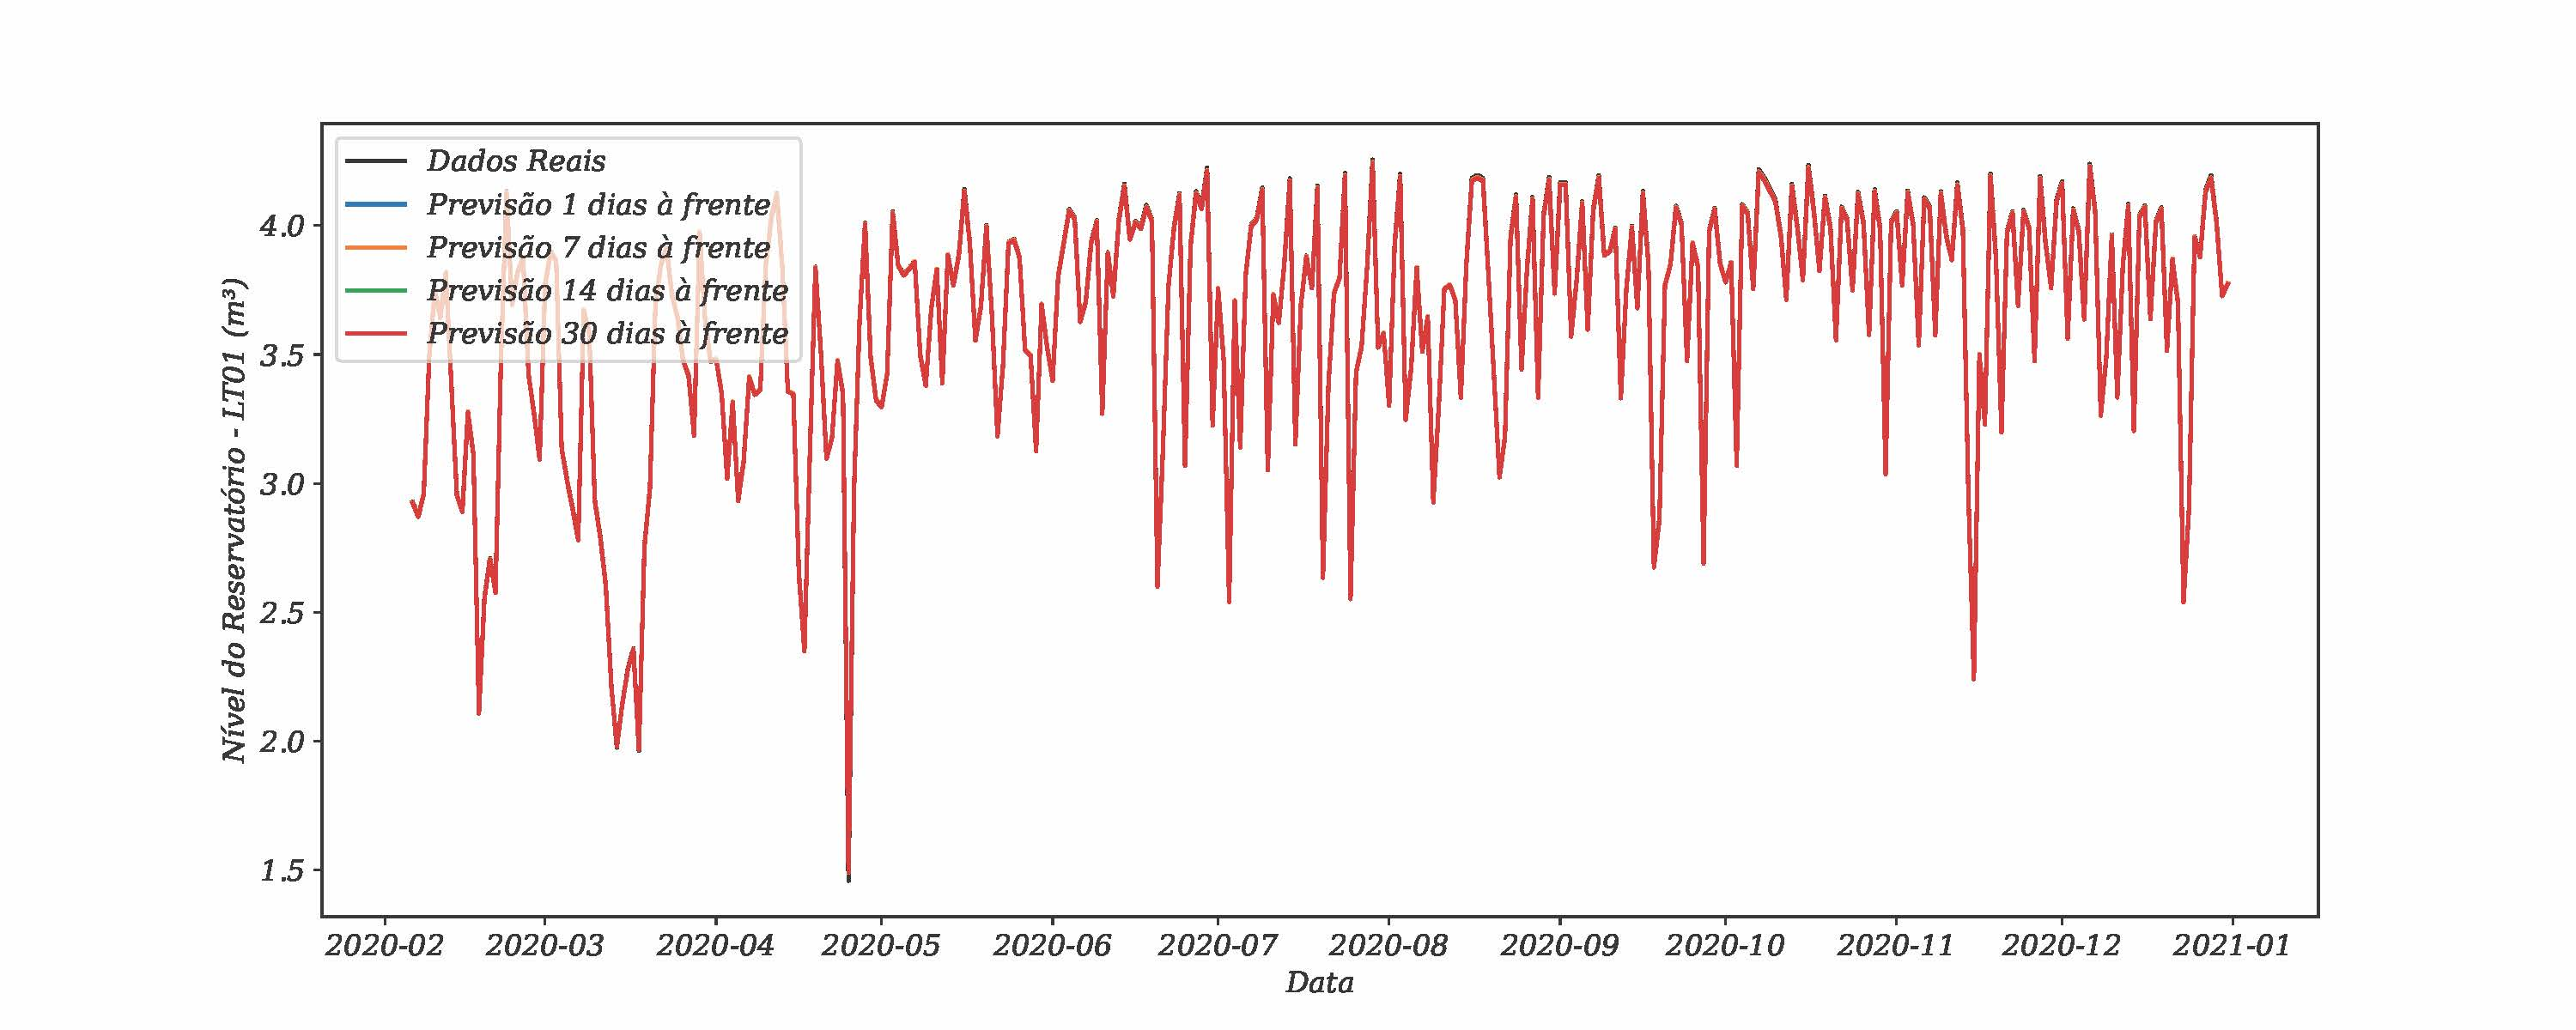 Dados Reais
Previsão 1 dias à frente
Previsão 7 dias à frente
Previsão 14 dias à frente
Previsão 30 dias à frente
Nível do Reservatório - LT01 (m³)
4.0
3.5
3.0
2.5
2.0
1.5
2020-02 2020-03 2020-04 2020-05 2020-06 2020-07 2020-08 2020-09 2020-10 2020-11 2020-12 2021-01
Data